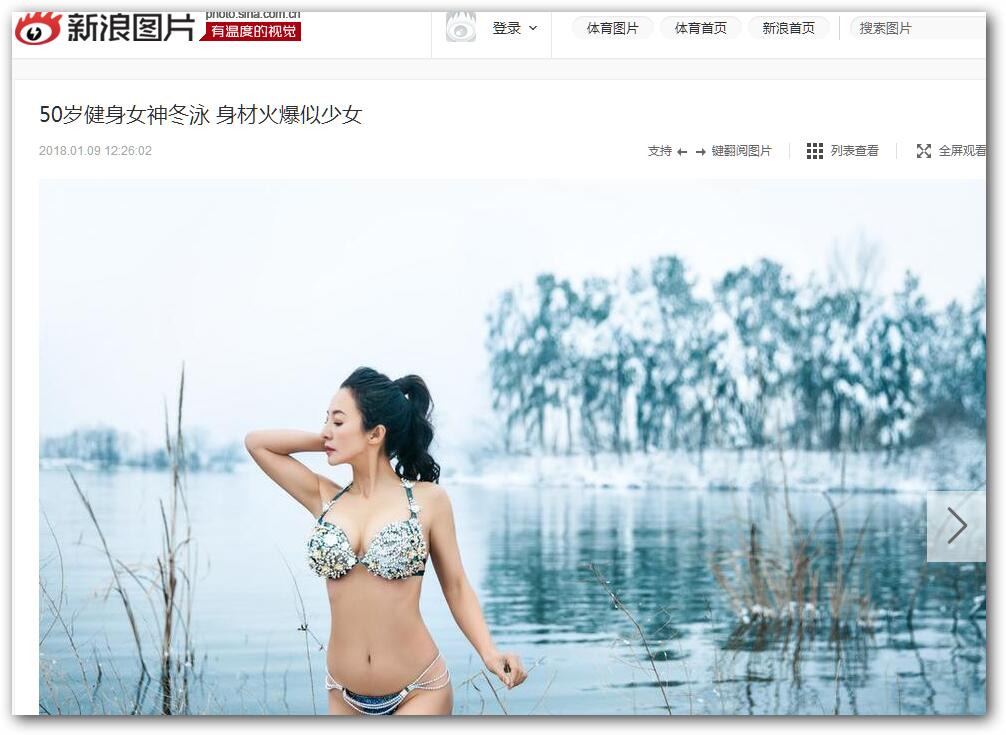 新浪图片
photo.sina.com.cn
有温度的视觉
登录
体育图片
体育首页
新浪首页
搜索图片
50岁健身女神冬泳 身材火爆似少女
2018.01.09 12:26:02
支持 ← → 键翻阅图片
列表查看
全屏观看